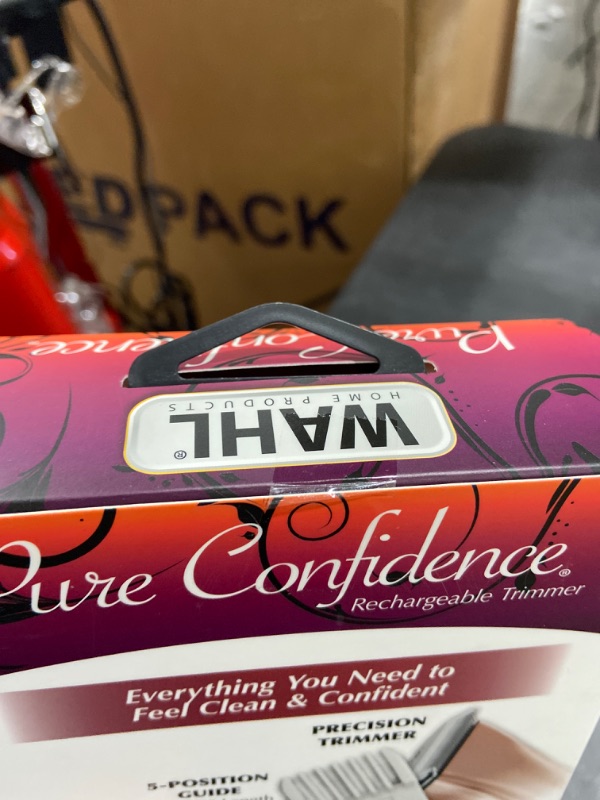 PACK
Pure Confidence
WAHL®
HOME PRODUCTS
Pure Confidence®
Rechargeable Trimmer
Everything You Need to
Feel Clean & Confident
PRECISION
TRIMMER
5-POSITION
GUIDE